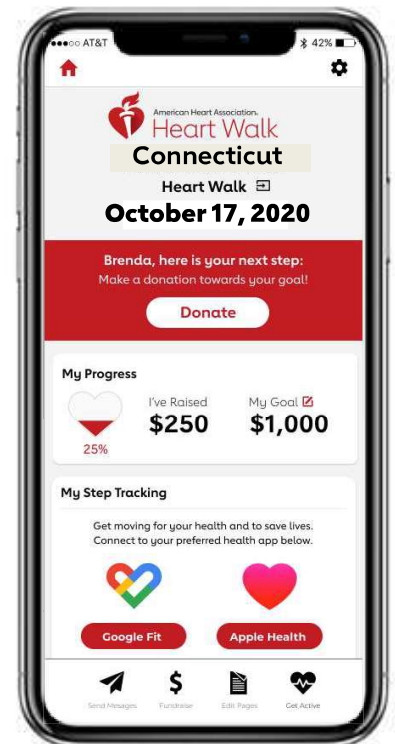 AT&T
42%
American Heart Association.
Heart Walk
Connecticut
Heart Walk
October 17, 2020
Brenda, here is your next step:
Make a donation towards your goal!
Donate
My Progress
I've Raised My Goal
$250 $1,000
25%
My Step Tracking
Get moving for your health and to save lives.
Connect to your preferred health app below.
Google Fit Apple Health
Send Mesages Fundraise Edit Pages Get Active